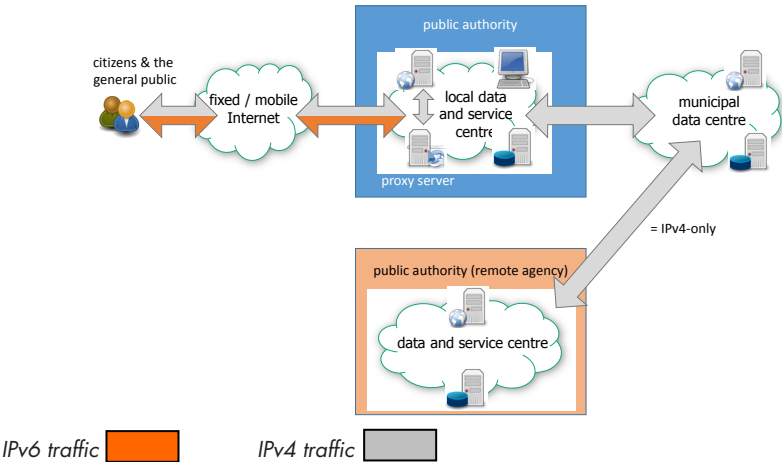 public authority
citizens & the
general public
fixed / mobile
Internet
local data
and service
centre
proxy server
municipal
data centre
= IPv4-only
public authority (remote agency)
data and service centre
IPv6 traffic
IPv4 traffic